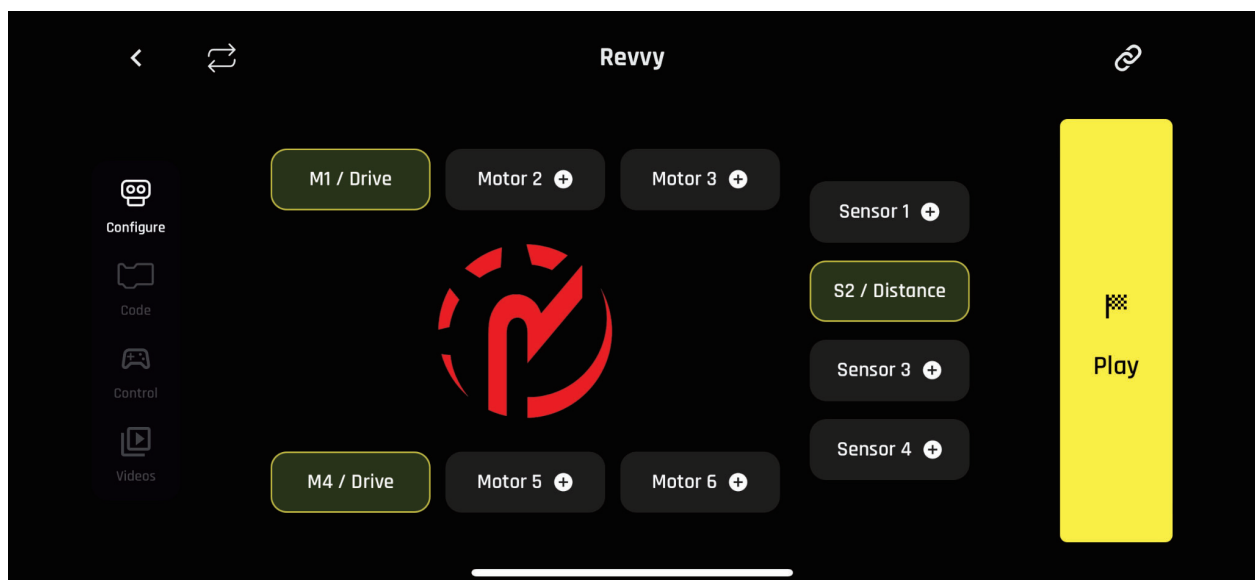 Revvy
Configure
Code
Control
Videos
M1 / Drive
Motor 2
Motor 3
M4 / Drive
Motor 5
Motor 6
Sensor 1
S2 / Distance
Sensor 3
Sensor 4
Play